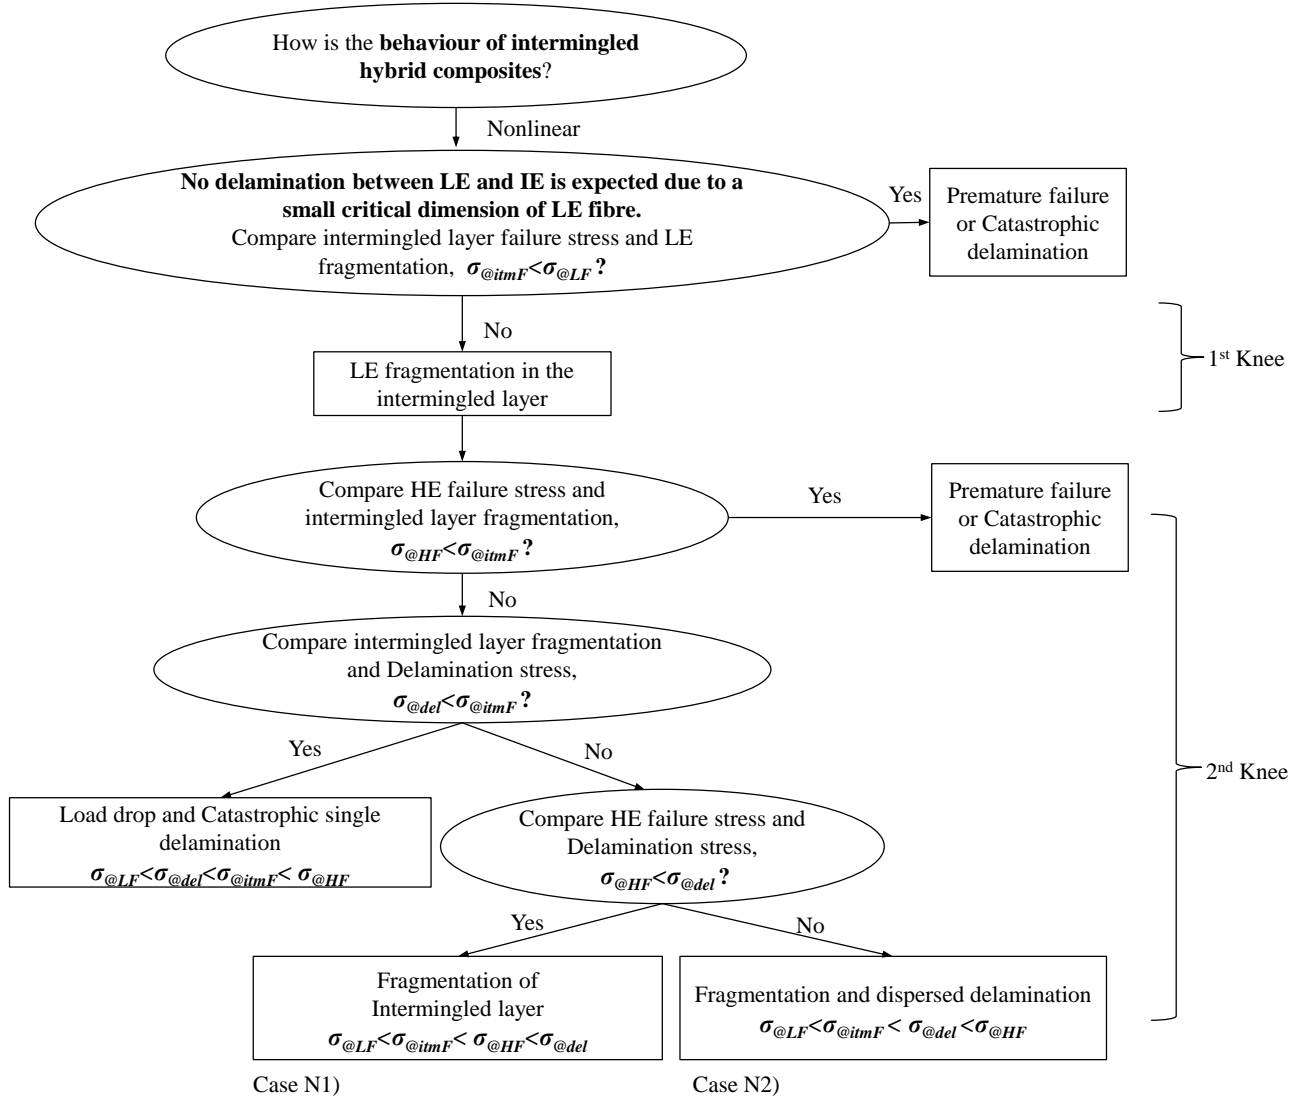 How is the behaviour of intermingled
hybrid composites?
Nonlinear
No delamination between LE and IE is expected due to a
small critical dimension of LE fibre.
Compare intermingled layer failure stress and LE
fragmentation, σ@itmF<σ@LF ?
Yes
Premature failure
or Catastrophic
delamination
No
1st Knee
LE fragmentation in the
intermingled layer
Compare HE failure stress and
intermingled layer fragmentation,
σ@HF<σ@itmF ?
Yes
Premature failure
or Catastrophic
delamination
No
Compare intermingled layer fragmentation
and Delamination stress,
σ@del<σ@itmF ?
Yes
No
2nd Knee
Load drop and Catastrophic single
delamination
σ@LF<σ@del<σ@itmF< σ@HF
Compare HE failure stress and
Delamination stress,
σ@HF<σ@del ?
Yes
No
Fragmentation of
Intermingled layer
σ@LF<σ@itmF< σ@HF<σ@del
Fragmentation and dispersed delamination
σ@LF<σ@itmF< σ@del <σ@HF
Case N1)
Case N2)